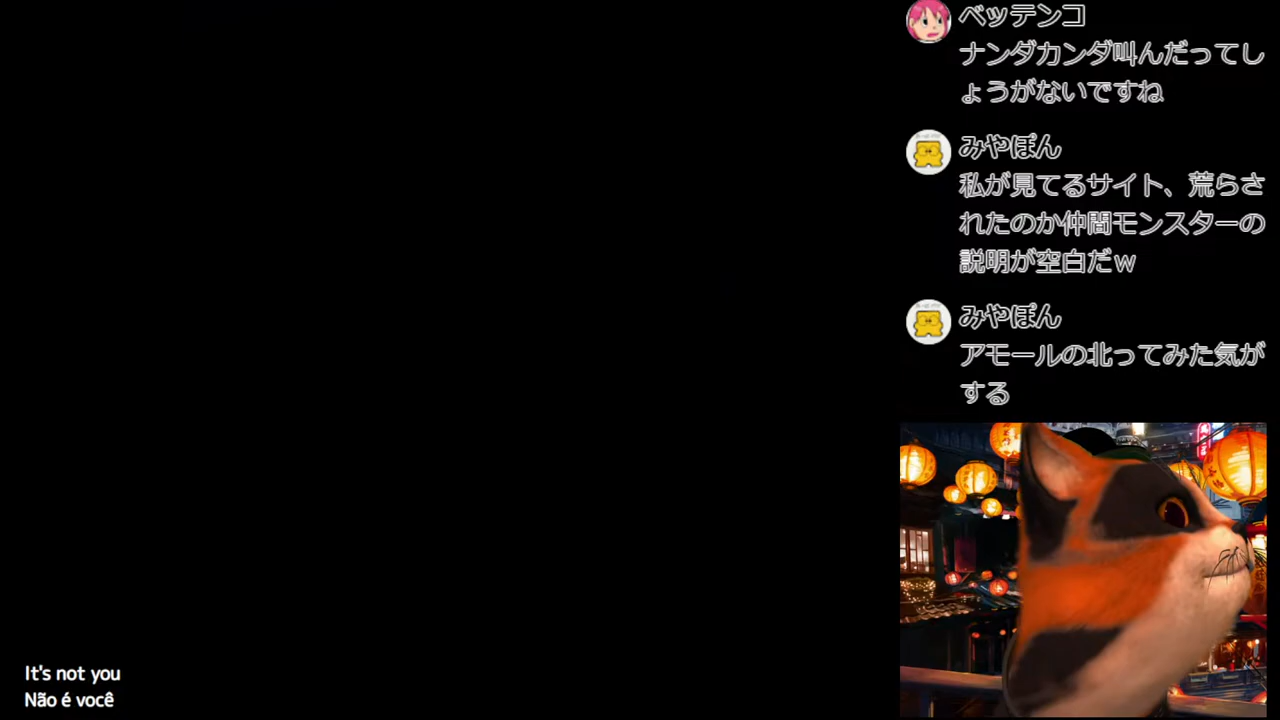 ベッテンコ
ナンダカンダ叫んだってし
ょうがないですね
みやぽん
私が見てるサイト、荒らさ
れたのか仲間モンスターの
説明が空白だw
みやぽん
アモールの北ってみた気が
する
It's not you
Não é você